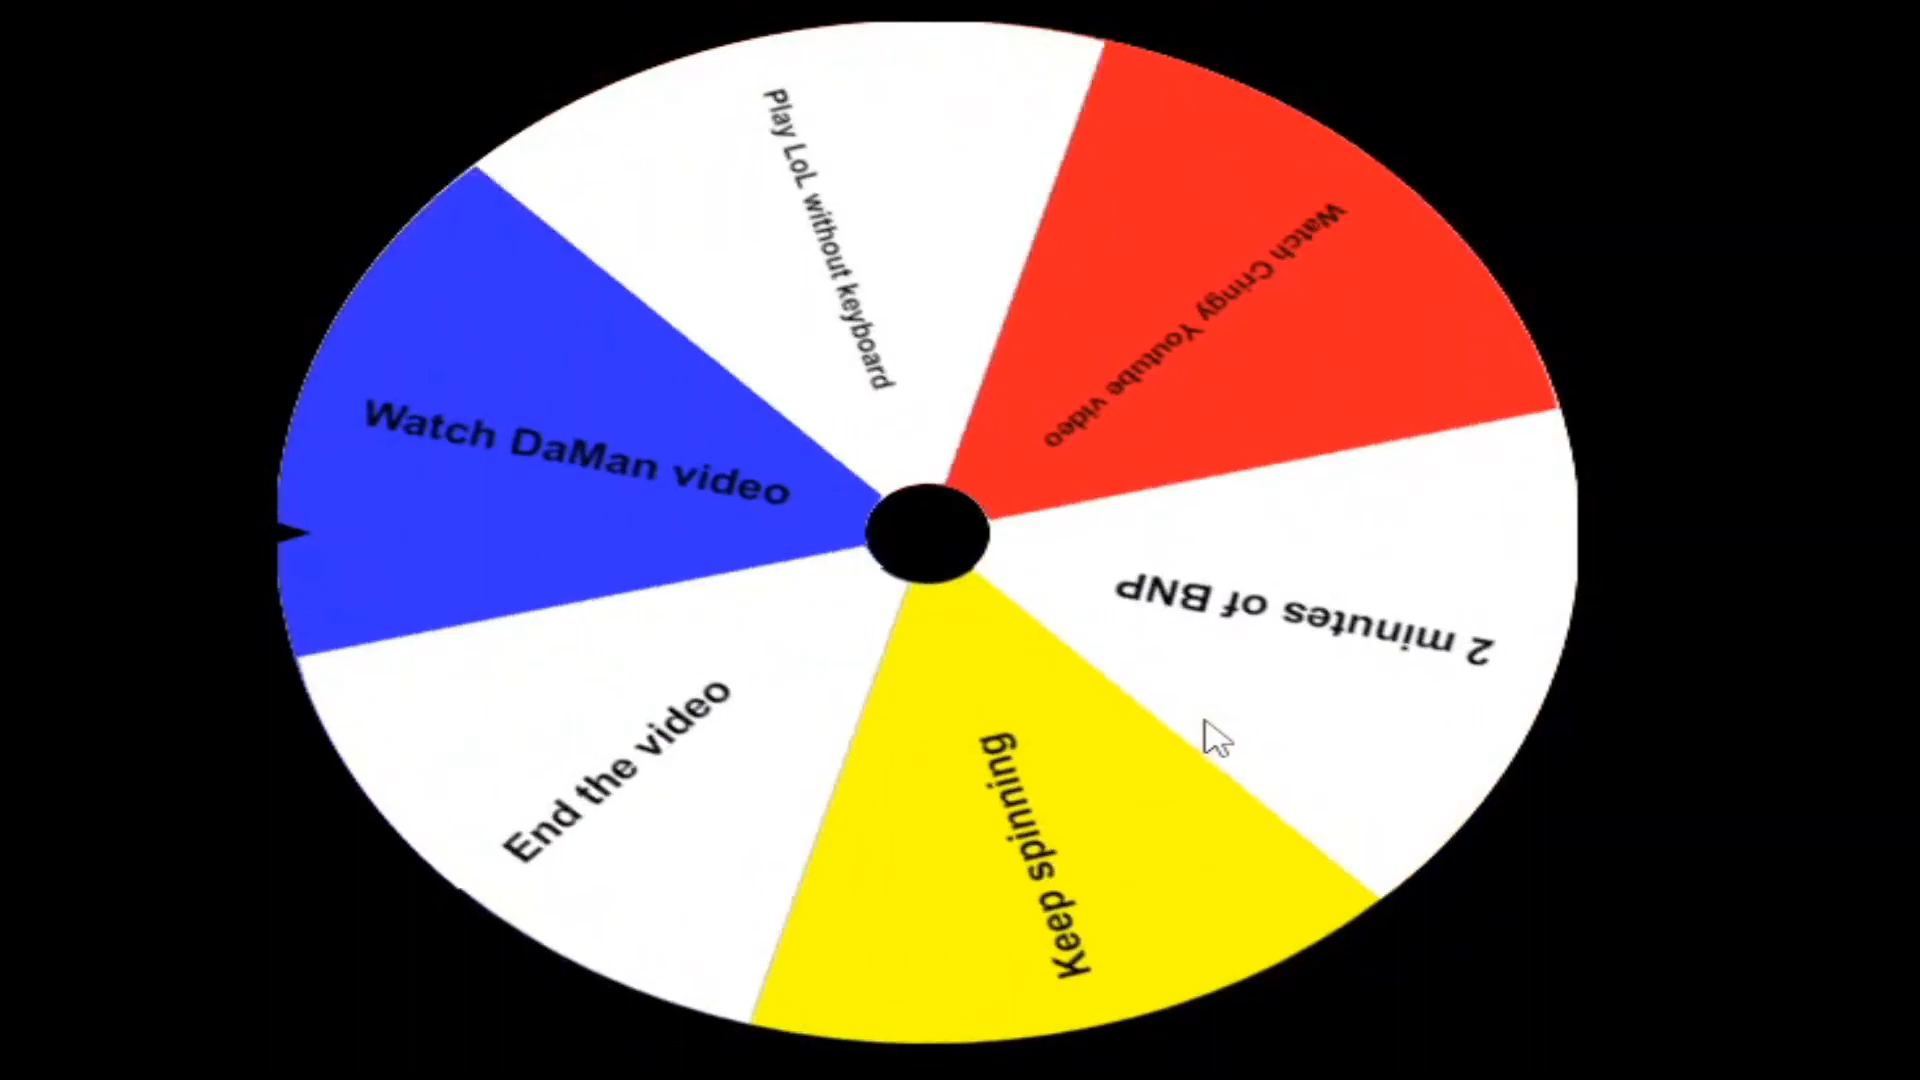 Play LoL without keyboard
Watch Cringy Youtube video
Watch DaMan video
2 minutes of BNP
End the video
Keep spinning